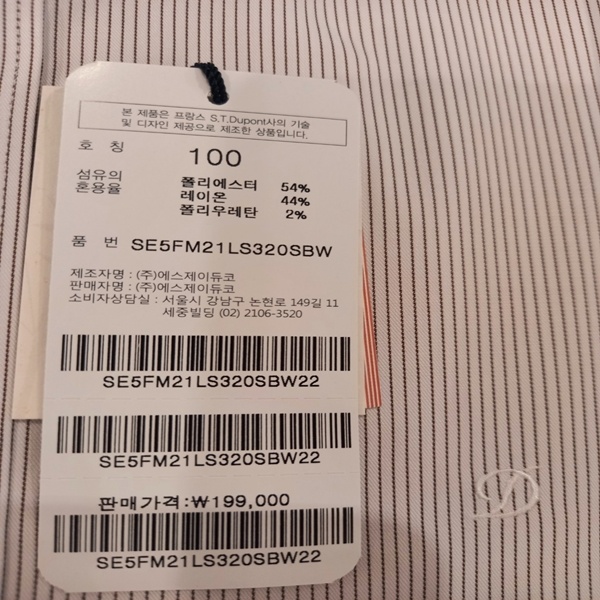 본 제품은 프랑스 S.T.Dupont사의 기술
및 디자인 제공으로 제조한 상품입니다.
호 칭 100
섬유의 혼용율
폴리에스터 54%
레이온 44%
폴리우레탄 2%
품 번 SE5FM21LS320SBW
제조자명 : (주)에스제이듀코
판매자명 : (주)에스제이듀코
소비자상담실 : 서울시 강남구 논현로 149길 11
세중빌딩 (02) 2106-3520
SE5FM21LS320SBW22
SE5FM21LS320SBW22
판매가격:₩199,000
SE5FM21LS320SBW22
D